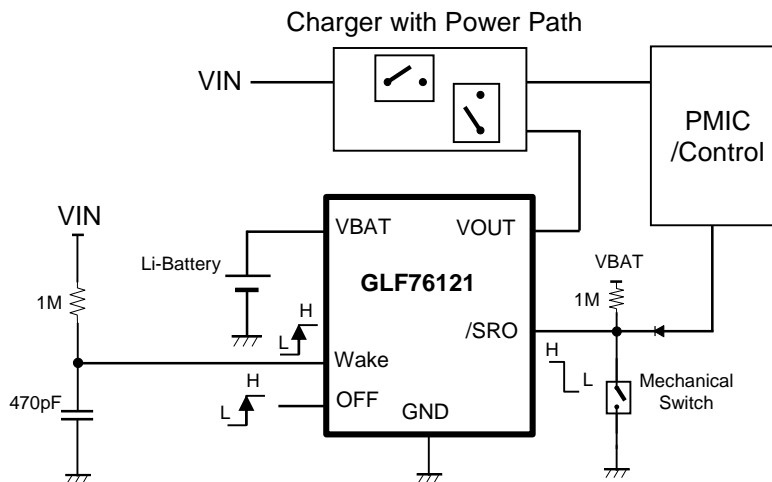 Charger with Power Path
VIN
PMIC
/Control
VIN
1M
470pF
Li-Battery
VBAT
VOUT
GLF76121
/SRO
Wake
OFF
GND
H
L
H
L
VBAT
1M
H
L
Mechanical
Switch